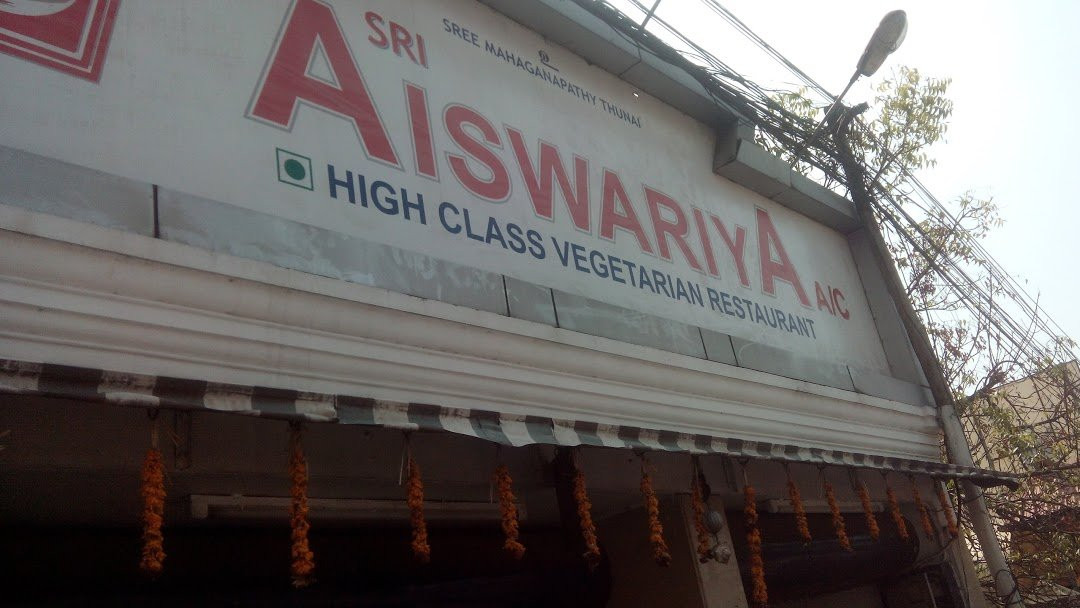 SREE MAHAGANAPATHY THUNAI
SRI
AISWARIYA A/C
HIGH CLASS VEGETARIAN RESTAURANT